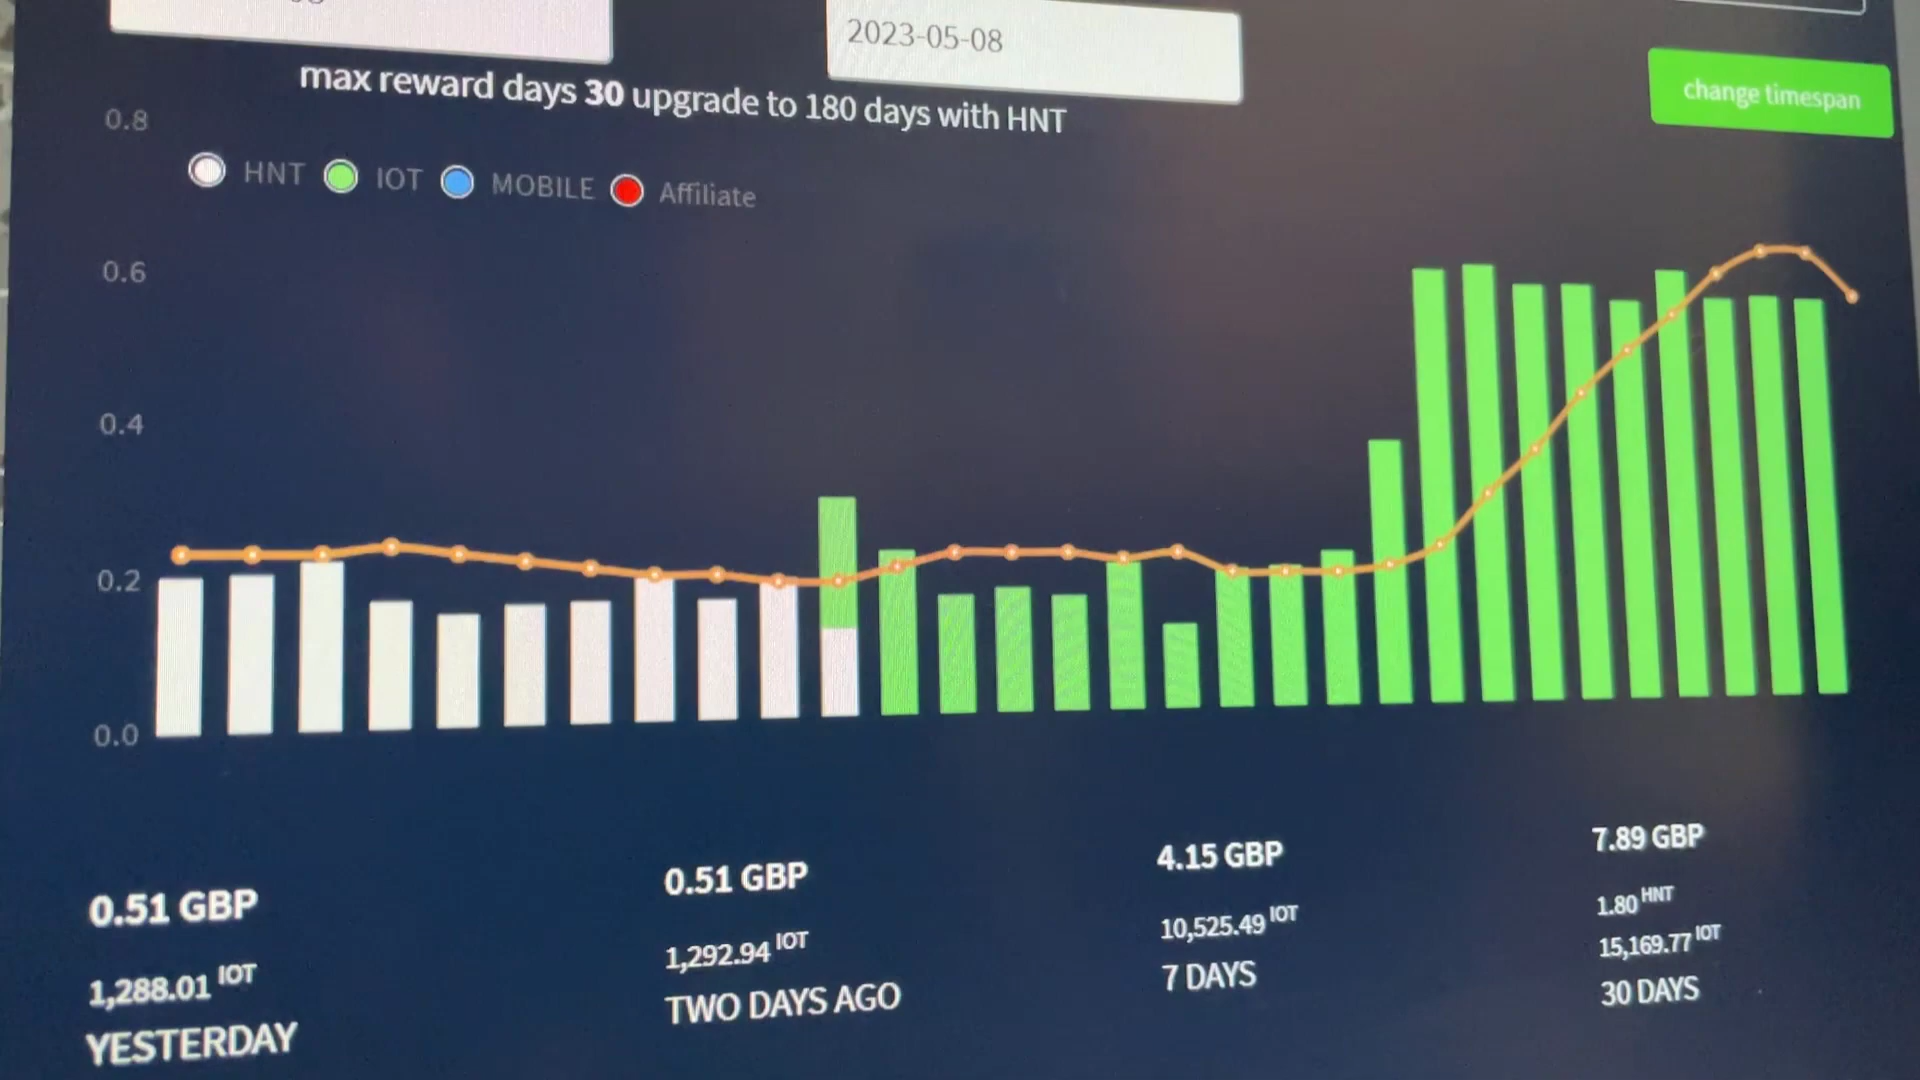 2023-05-08
change timespan
max reward days 30 upgrade to 180 days with HNT
0.8
HNT IOT MOBILE Affiliate
0.6
0.4
0.2
0.0
0.51 GBP
1,288.01 IOT
YESTERDAY
0.51 GBP
1,292.94 IOT
TWO DAYS AGO
4.15 GBP
10,525.49 IOT
7 DAYS
7.89 GBP
1.80 HNT
15,169.77 IOT
30 DAYS